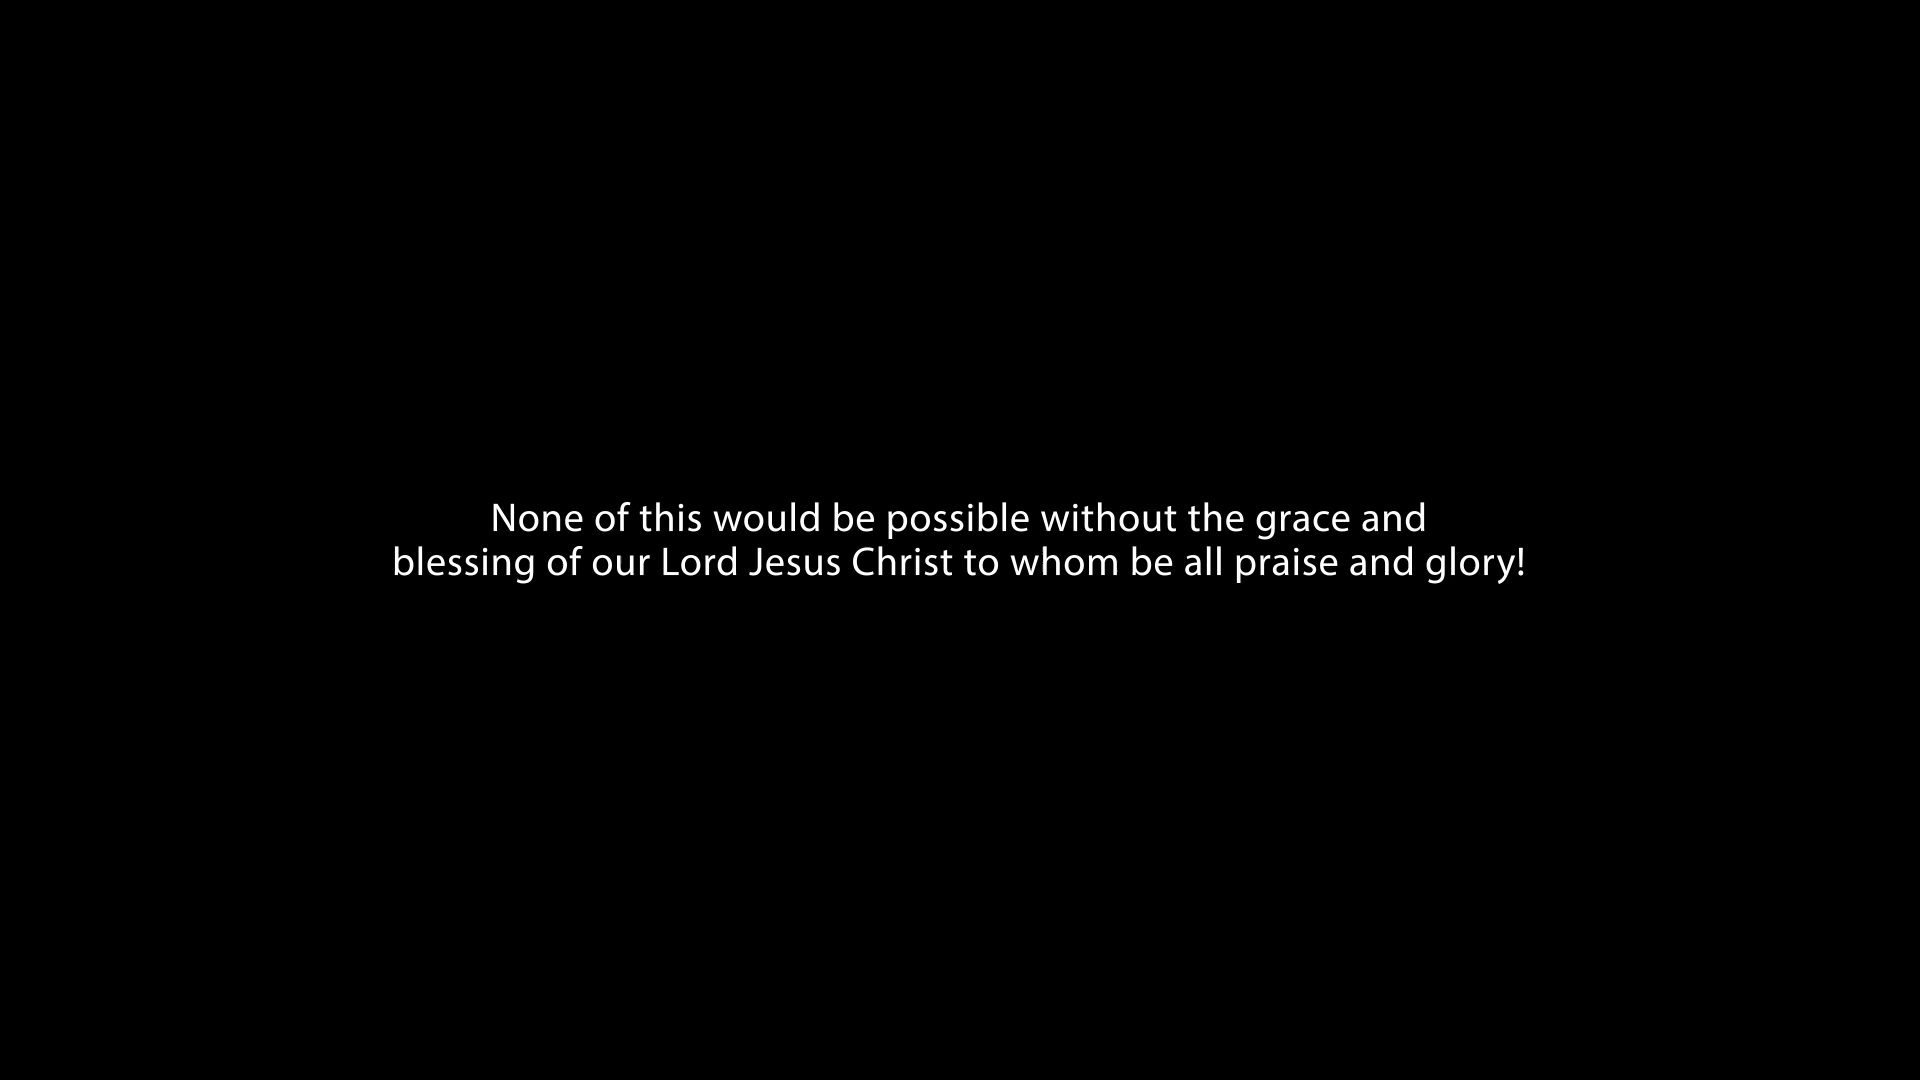 None of this would be possible without the grace and
blessing of our Lord Jesus Christ to whom be all praise and glory!